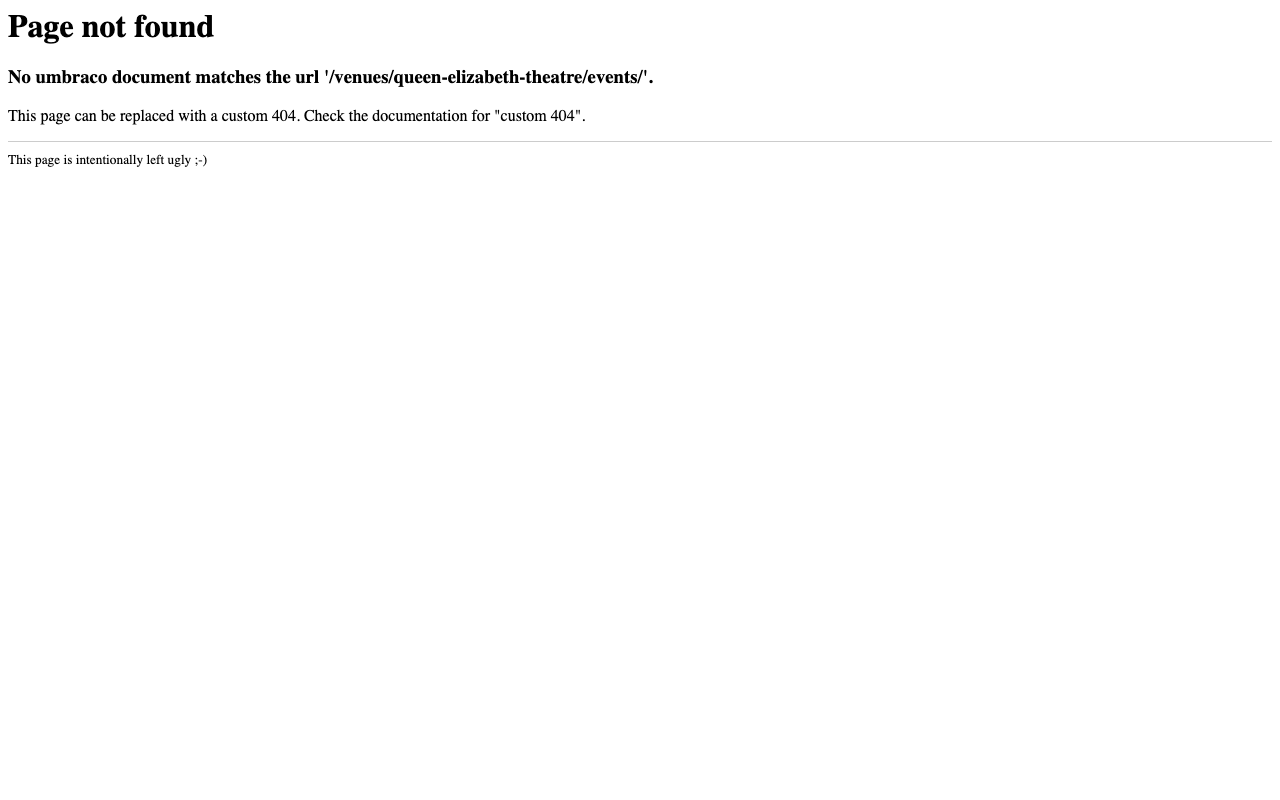 Page not found
No umbraco document matches the url '/venues/queen-elizabeth-theatre/events/'.
This page can be replaced with a custom 404. Check the documentation for "custom 404".
This page is intentionally left ugly ;-)